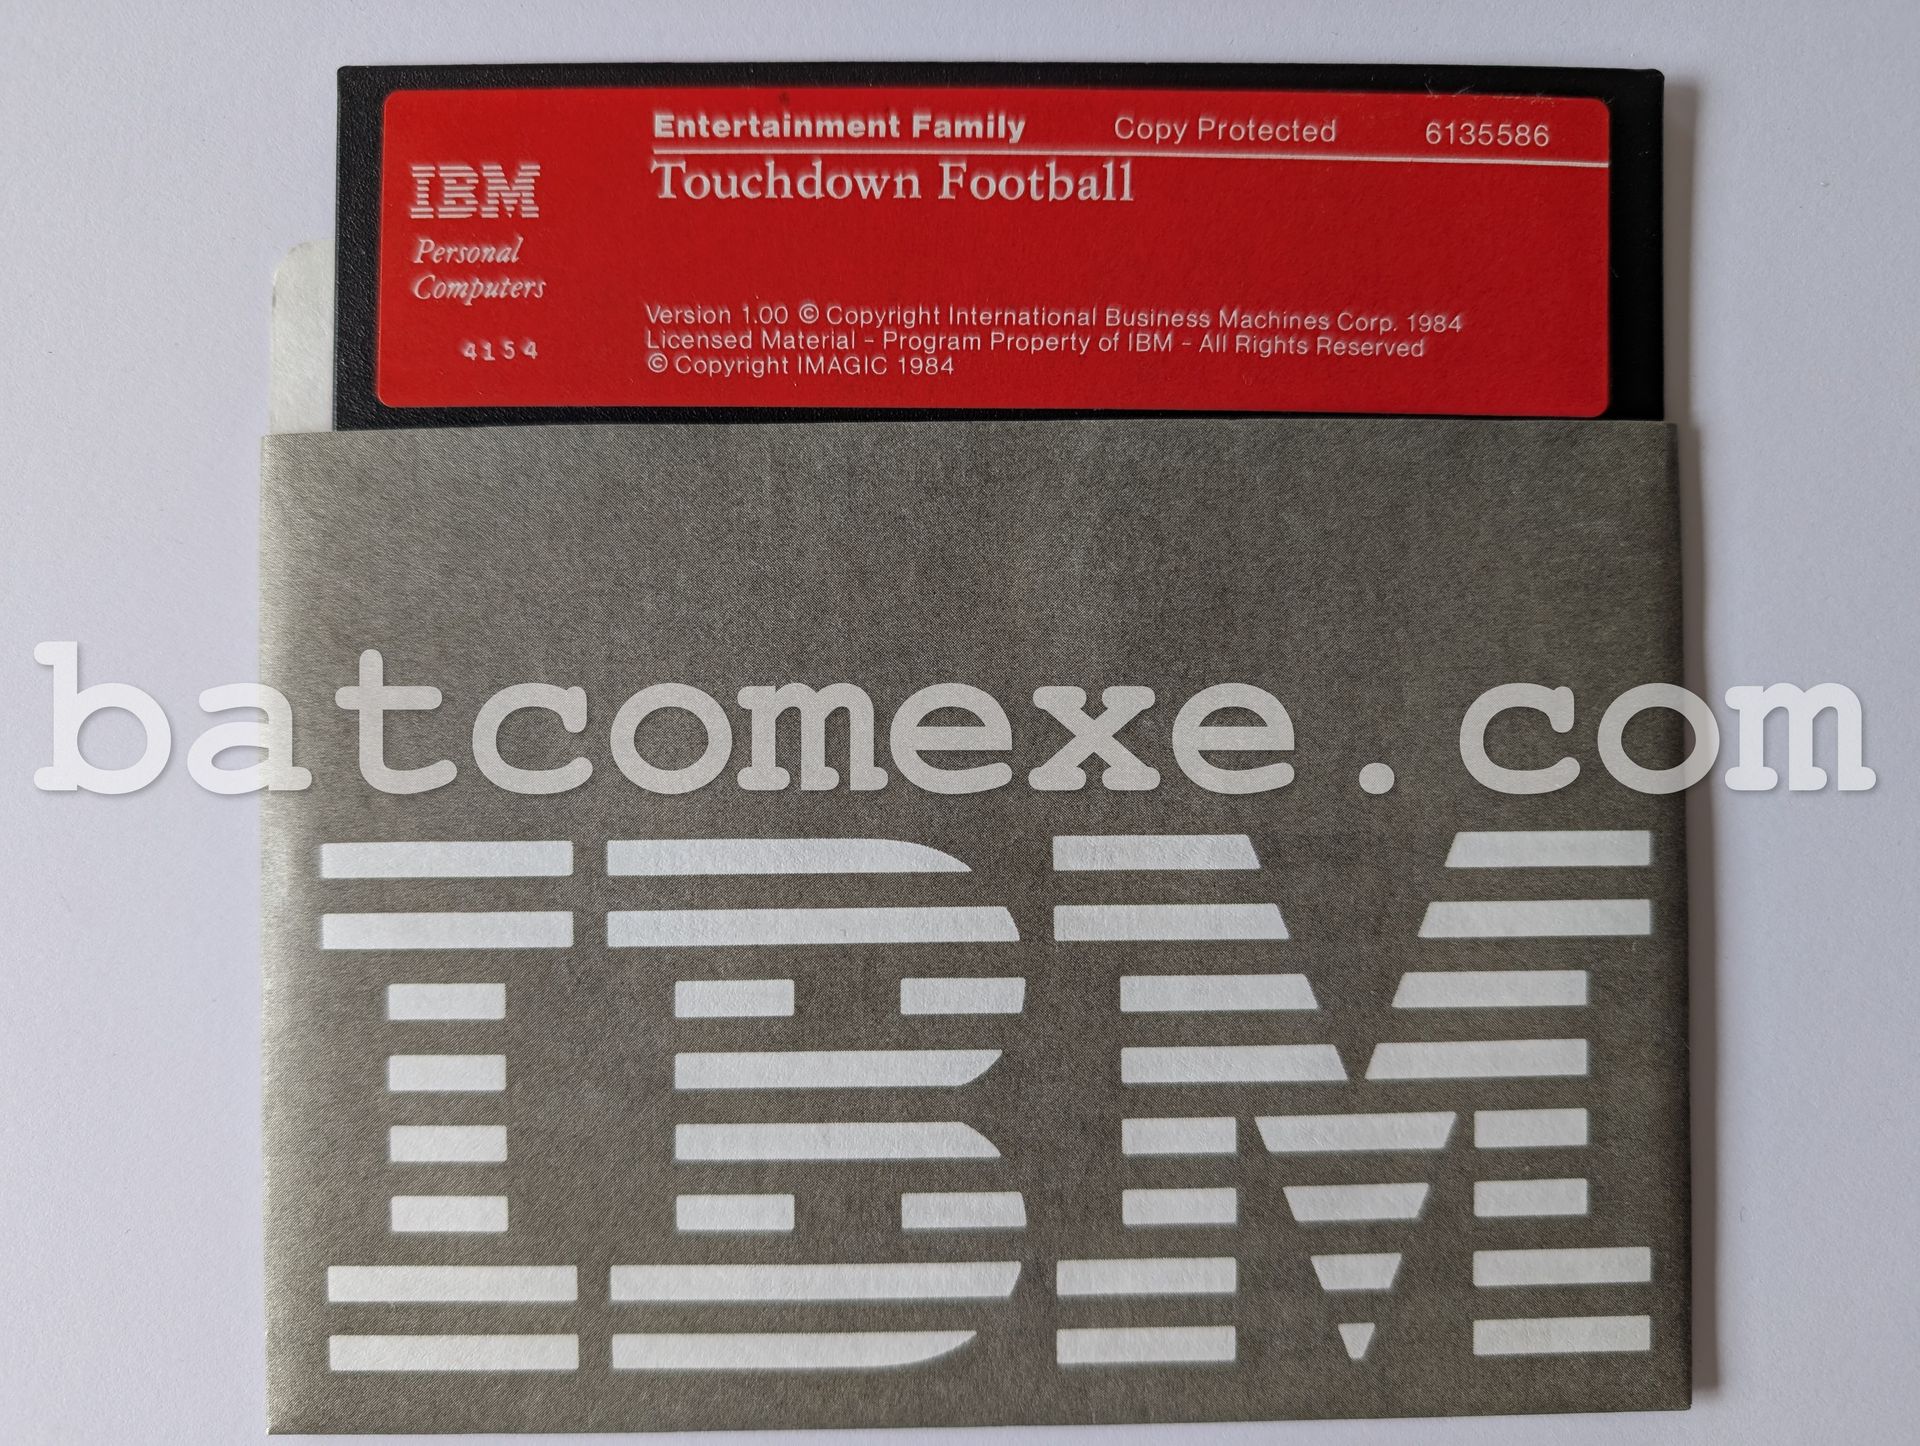 Entertainment Family Copy Protected 6135586
IBM Touchdown Football
Personal
Computers
4154
Version 1.00 © Copyright International Business Machines Corp. 1984
Licensed Material - Program Property of IBM - All Rights Reserved
© Copyright IMAGIC 1984
batcomexe.com
IBM